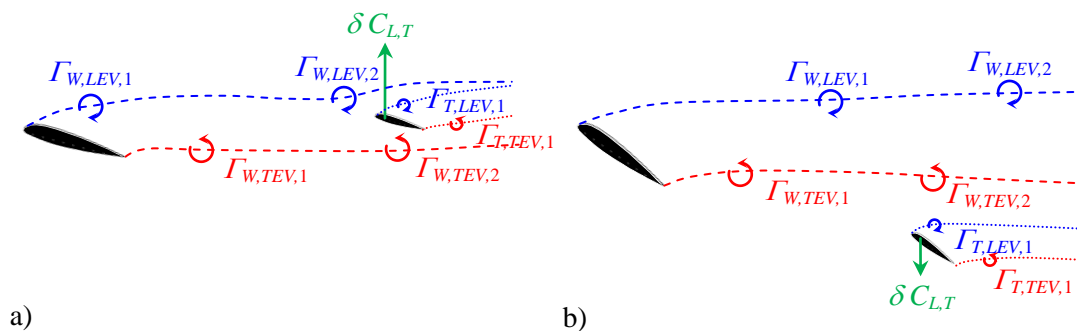 δ C_{L,T}
Γ_{W,LEV,1}
Γ_{W,LEV,2}
Γ_{T,LEV,1}
Γ_{T,TEV,1}
Γ_{W,TEV,1}
Γ_{W,TEV,2}
a)
Γ_{W,LEV,1}
Γ_{W,LEV,2}
Γ_{W,TEV,1}
Γ_{W,TEV,2}
Γ_{T,LEV,1}
Γ_{T,TEV,1}
δ C_{L,T}
b)